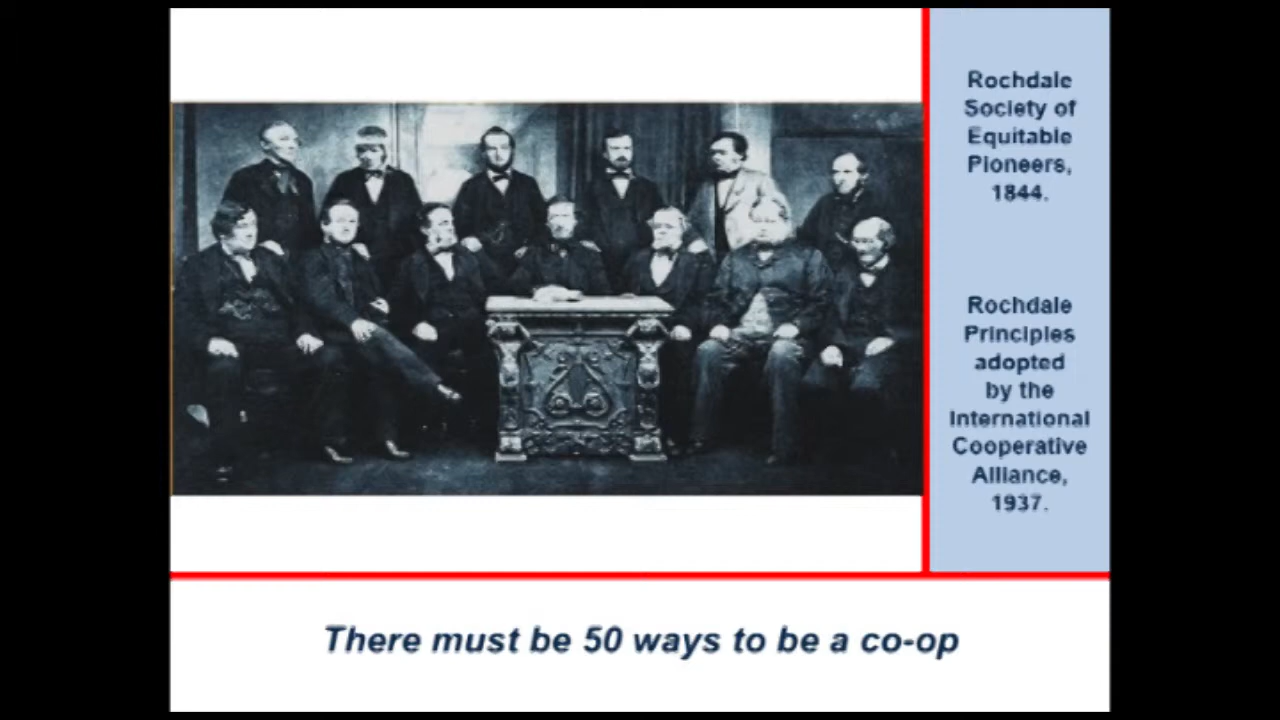 Rochdale
Society of
Equitable
Pioneers,
1844.
Rochdale
Principles
adopted
by the
International
Cooperative
Alliance,
1937.
There must be 50 ways to be a co-op